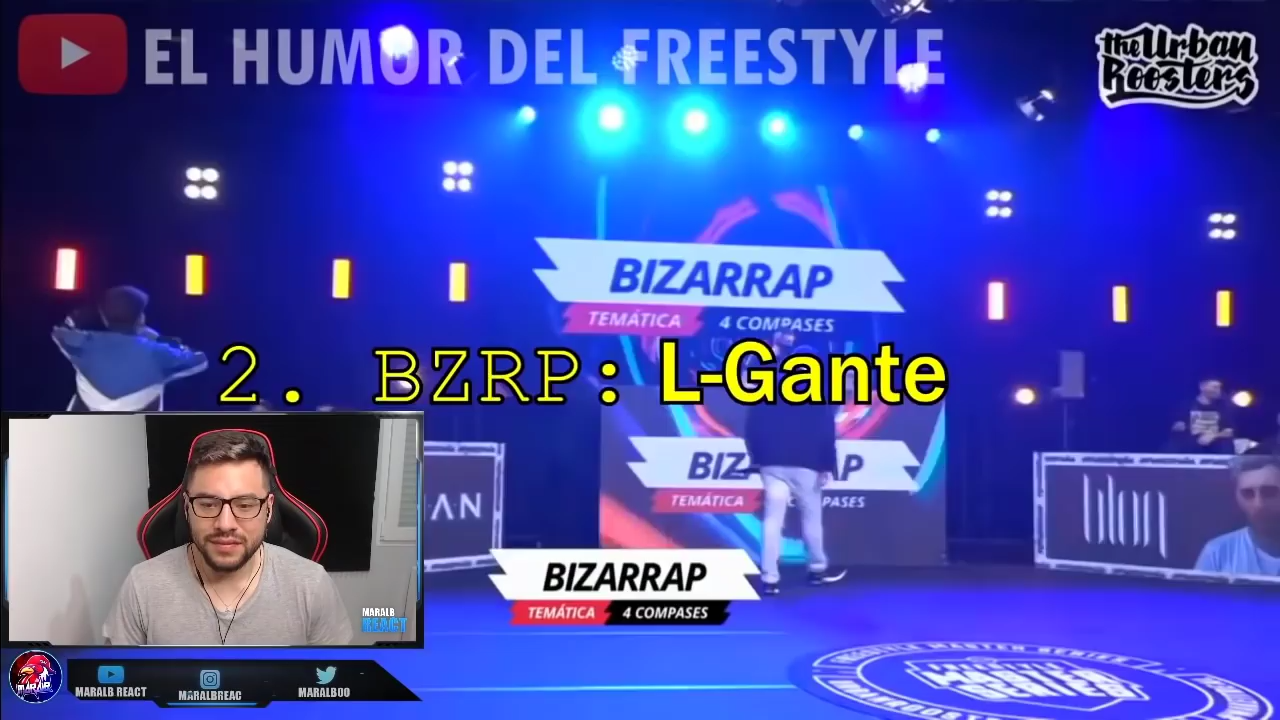 EL HUMOR DEL FREESTYLE
the Urban
Roosters
BIZARRAP
TEMÁTICA 4 COMPASES
2. BZRP: L-Gante
TEMÁTICA
BIZARRAP
TEMÁTICA 4 COMPASES
MARALB
REACT
MARALB REACT
MARALBREAC
MARALBOO